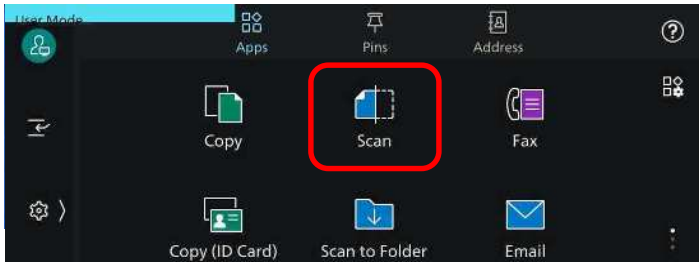 User Mode
Apps
Pins
Address
Copy
Scan
Fax
Copy (ID Card)
Scan to Folder
Email